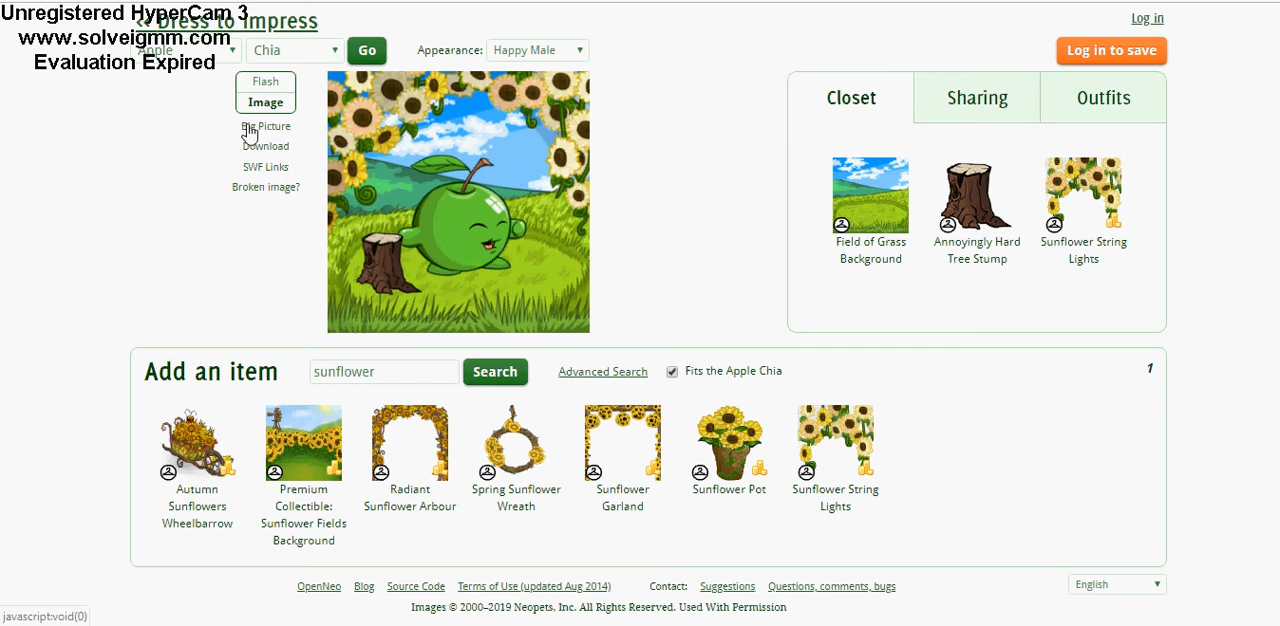 Unregistered HyperCam 3
www.solveigmm.com
Evaluation Expired
<< Dress to Impress
Log in
Apple
Chia
Go
Appearance:
Happy Male
Log in to save
Flash
Image
Big Picture
Download
SWF Links
Broken image?
Closet
Sharing
Outfits
Field of Grass
Background
Annoyingly Hard
Tree Stump
Sunflower String
Lights
Add an item
sunflower
Search
Advanced Search
Fits the Apple Chia
1
Autumn
Sunflowers
Wheelbarrow
Premium
Collectible:
Sunflower Fields
Background
Radiant
Sunflower Arbour
Spring Sunflower
Wreath
Sunflower
Garland
Sunflower Pot
Sunflower String
Lights
OpenNeo Blog Source Code Terms of Use (updated Aug 2014) Contact: Suggestions Questions, comments, bugs
English
Images © 2000–2019 Neopets, Inc. All Rights Reserved. Used With Permission
javascript:void(0)